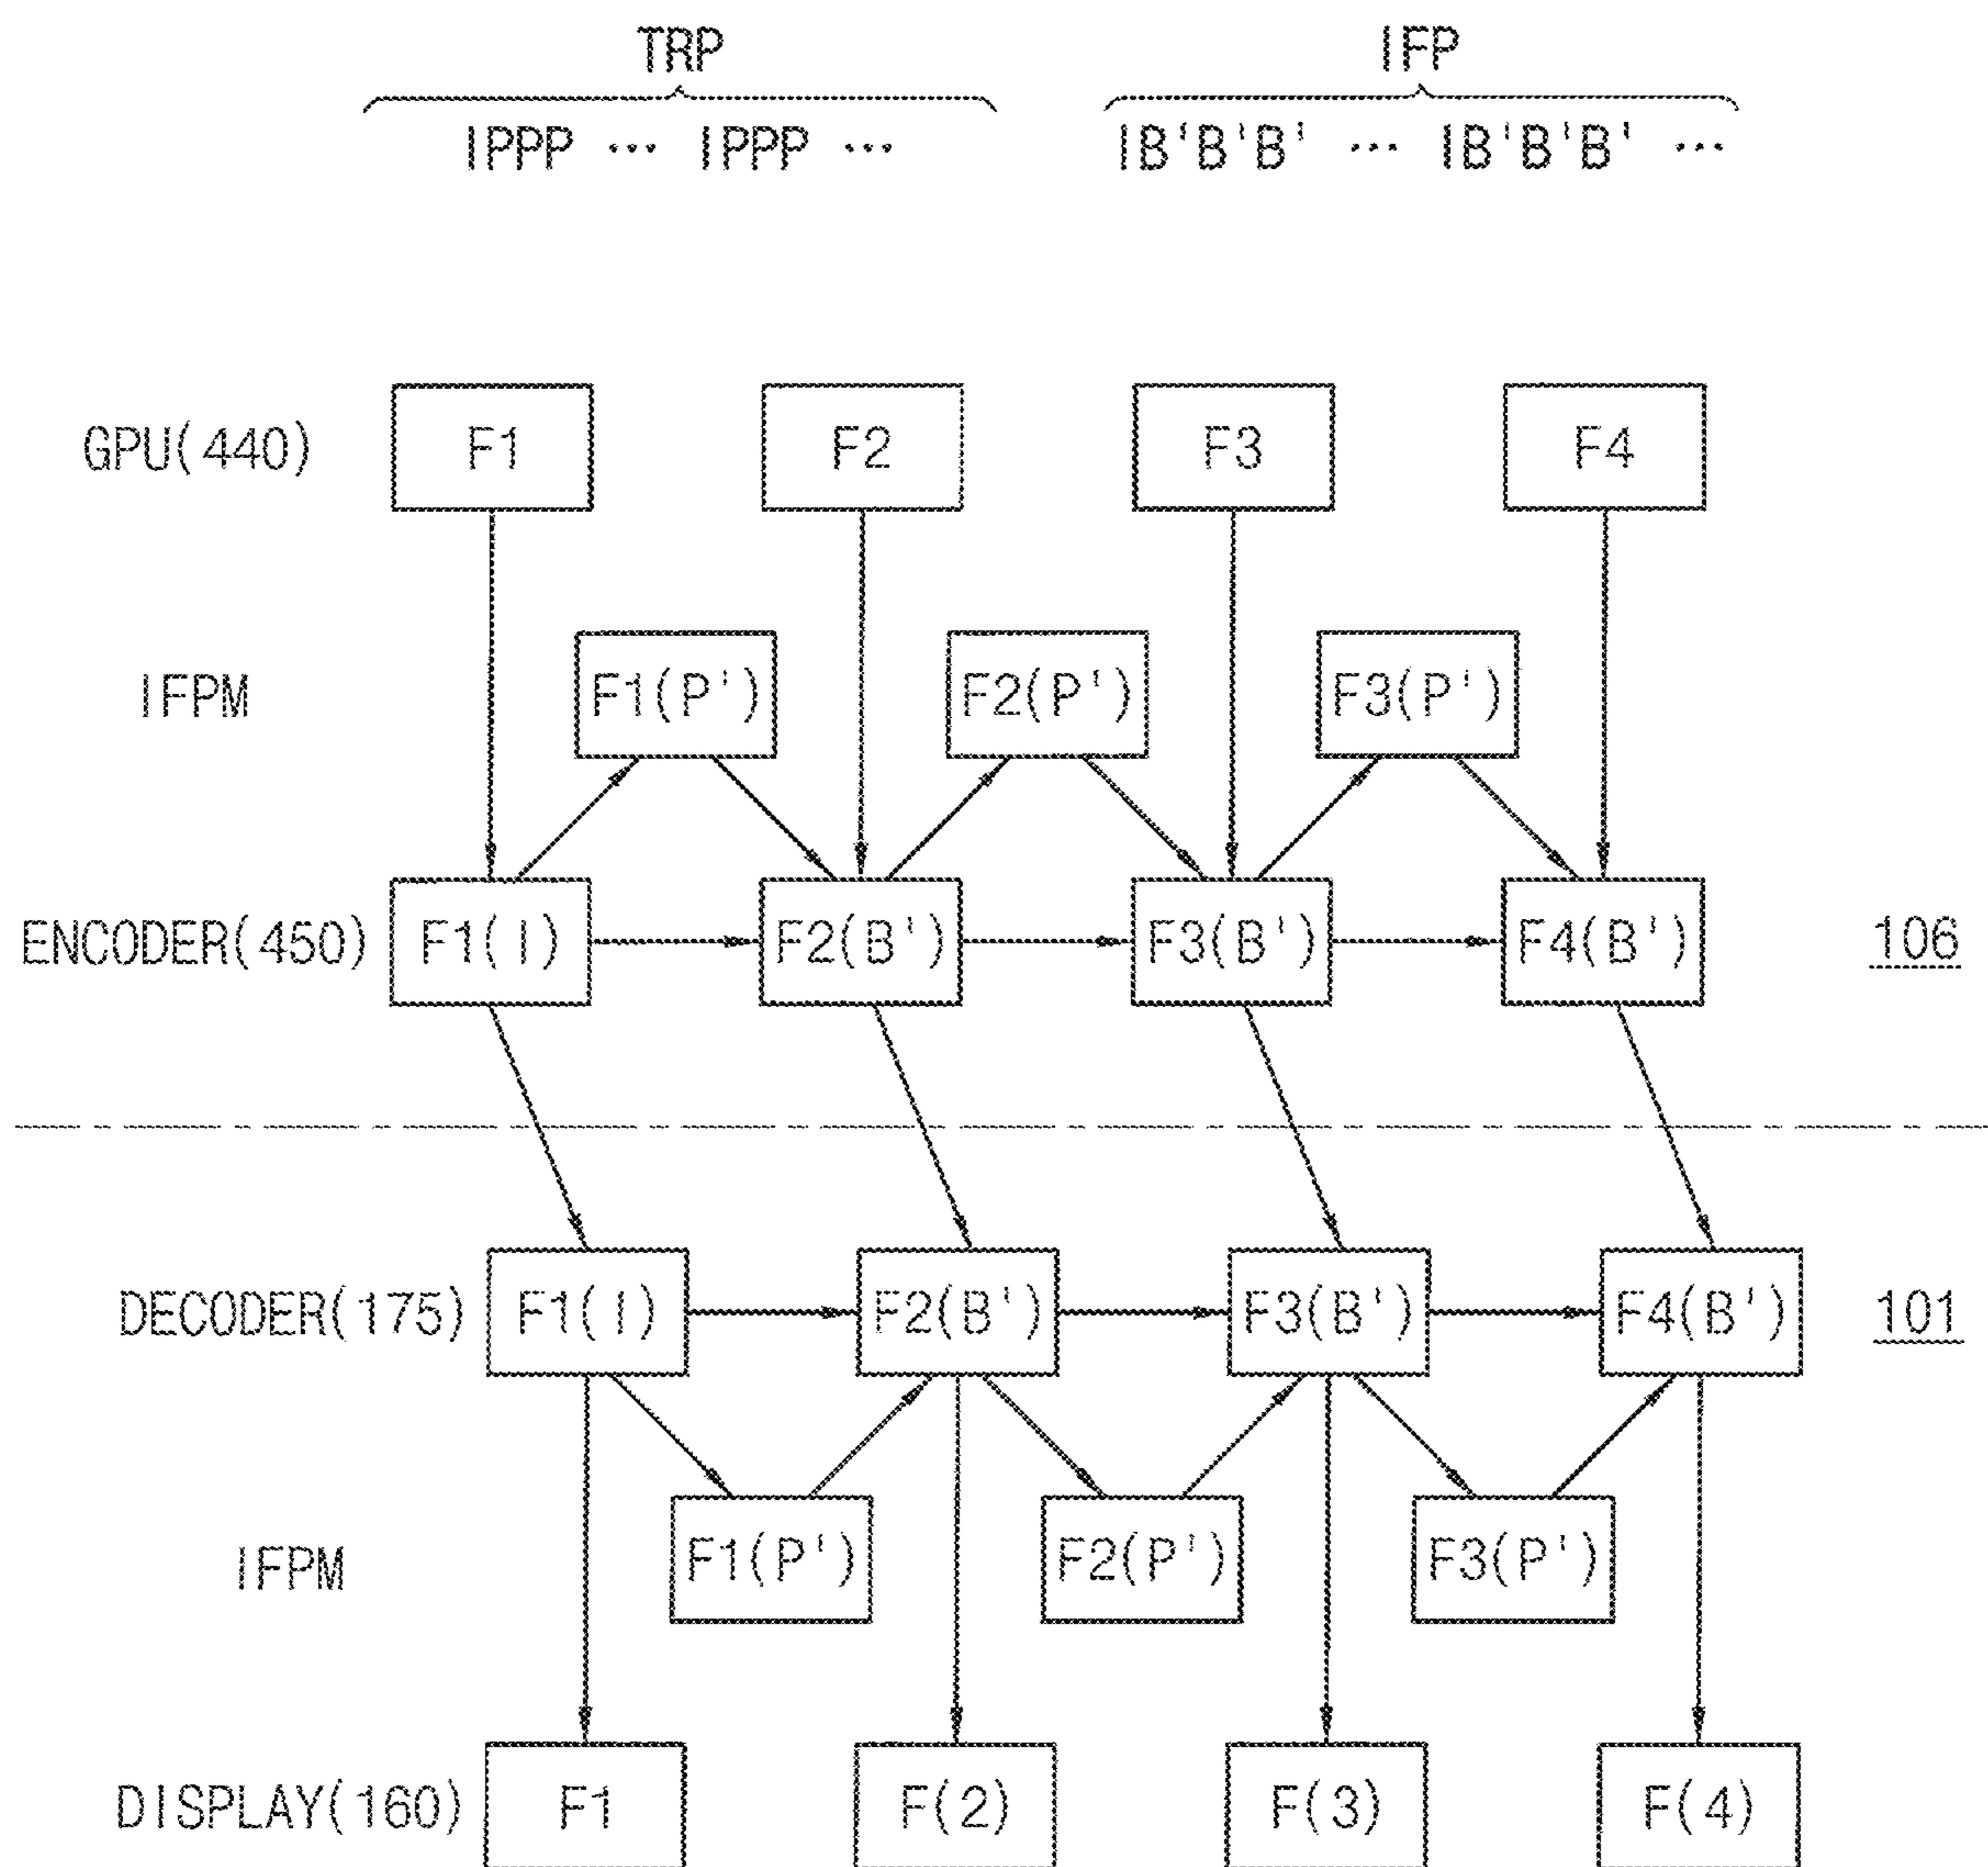 TRP IFP
IPPP ··· IPPP ··· IB'B'B' ··· IB'B'B' ···
GPU(440) F1 F2 F3 F4
IFPM F1(P') F2(P') F3(P')
ENCODER(450) F1(I) F2(B') F3(B') F4(B') 106
DECODER(175) F1(I) F2(B') F3(B') F4(B') 101
IFPM F1(P') F2(P') F3(P')
DISPLAY(160) F1 F(2) F(3) F(4)